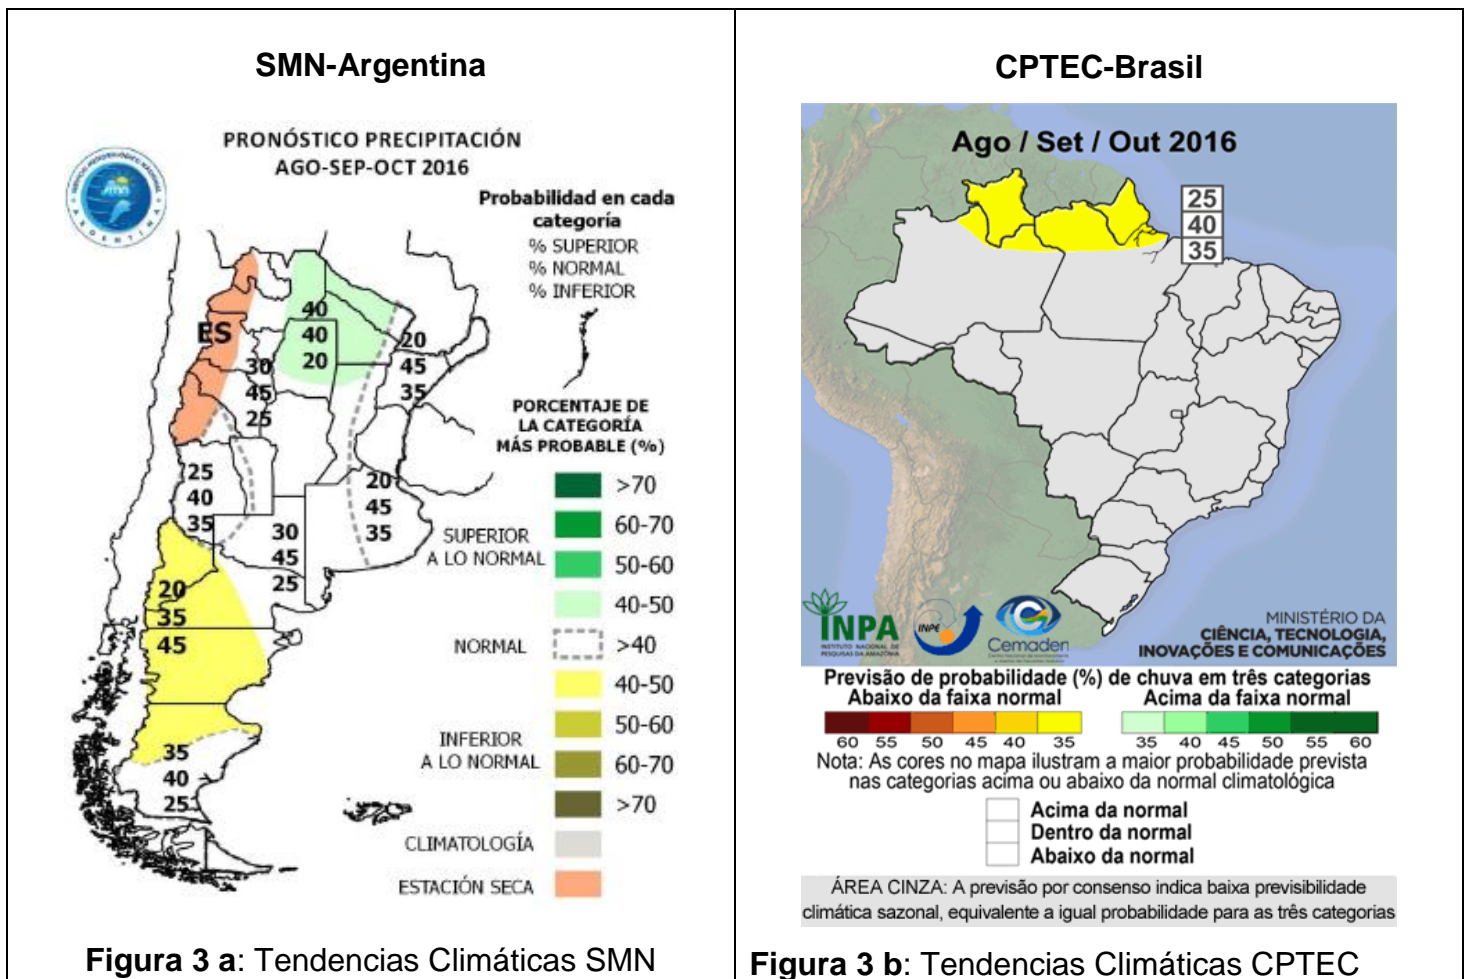 SMN-Argentina
PRONÓSTICO PRECIPITACIÓN
AGO-SEP-OCT 2016
Probabilidad en cada
categoría
% SUPERIOR
% NORMAL
% INFERIOR
ES
40
40
20
20
45
35
30
45
25
25
40
35
20
45
35
30
45
25
20
35
45
35
40
25
PORCENTAJE DE
LA CATEGORÍA
MÁS PROBABLE (%)
>70
60-70
SUPERIOR
A LO NORMAL
50-60
40-50
NORMAL
>40
40-50
50-60
INFERIOR
A LO NORMAL
60-70
>70
CLIMATOLOGÍA
ESTACIÓN SECA
Figura 3 a: Tendencias Climáticas SMN
CPTEC-Brasil
Ago / Set / Out 2016
25
40
35
INPA
INSTITUTO NACIONAL DE
PESQUISAS DA AMAZÔNIA
INPE
Cemaden
MINISTÉRIO DA
CIÊNCIA, TECNOLOGIA,
INOVAÇÕES E COMUNICAÇÕES
Previsão de probabilidade (%) de chuva em três categorias
Abaixo da faixa normal Acima da faixa normal
60 55 50 45 40 35 35 40 45 50 55 60
Nota: As cores no mapa ilustram a maior probabilidade prevista
nas categorias acima ou abaixo da normal climatológica
Acima da normal
Dentro da normal
Abaixo da normal
ÁREA CINZA: A previsão por consenso indica baixa previsibilidade
climática sazonal, equivalente a igual probabilidade para as três categorias
Figura 3 b: Tendencias Climáticas CPTEC